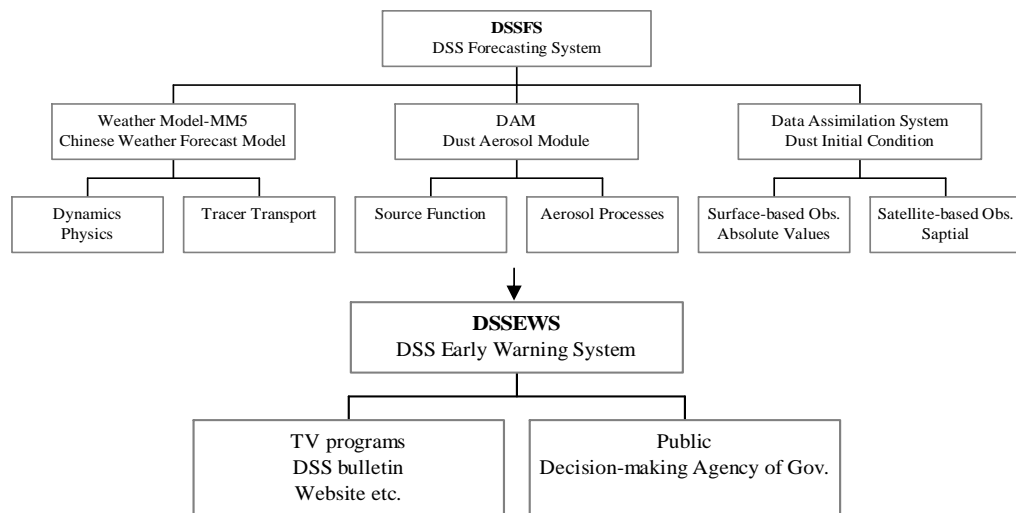 DSSFS
DSS Forecasting System
Weather Model-MM5
Chinese Weather Forecast Model
DAM
Dust Aerosol Module
Data Assimilation System
Dust Initial Condition
Dynamics
Physics
Tracer Transport
Source Function
Aerosol Processes
Surface-based Obs.
Absolute Values
Satellite-based Obs.
Saptial
DSSEWS
DSS Early Warning System
TV programs
DSS bulletin
Website etc.
Public
Decision-making Agency of Gov.